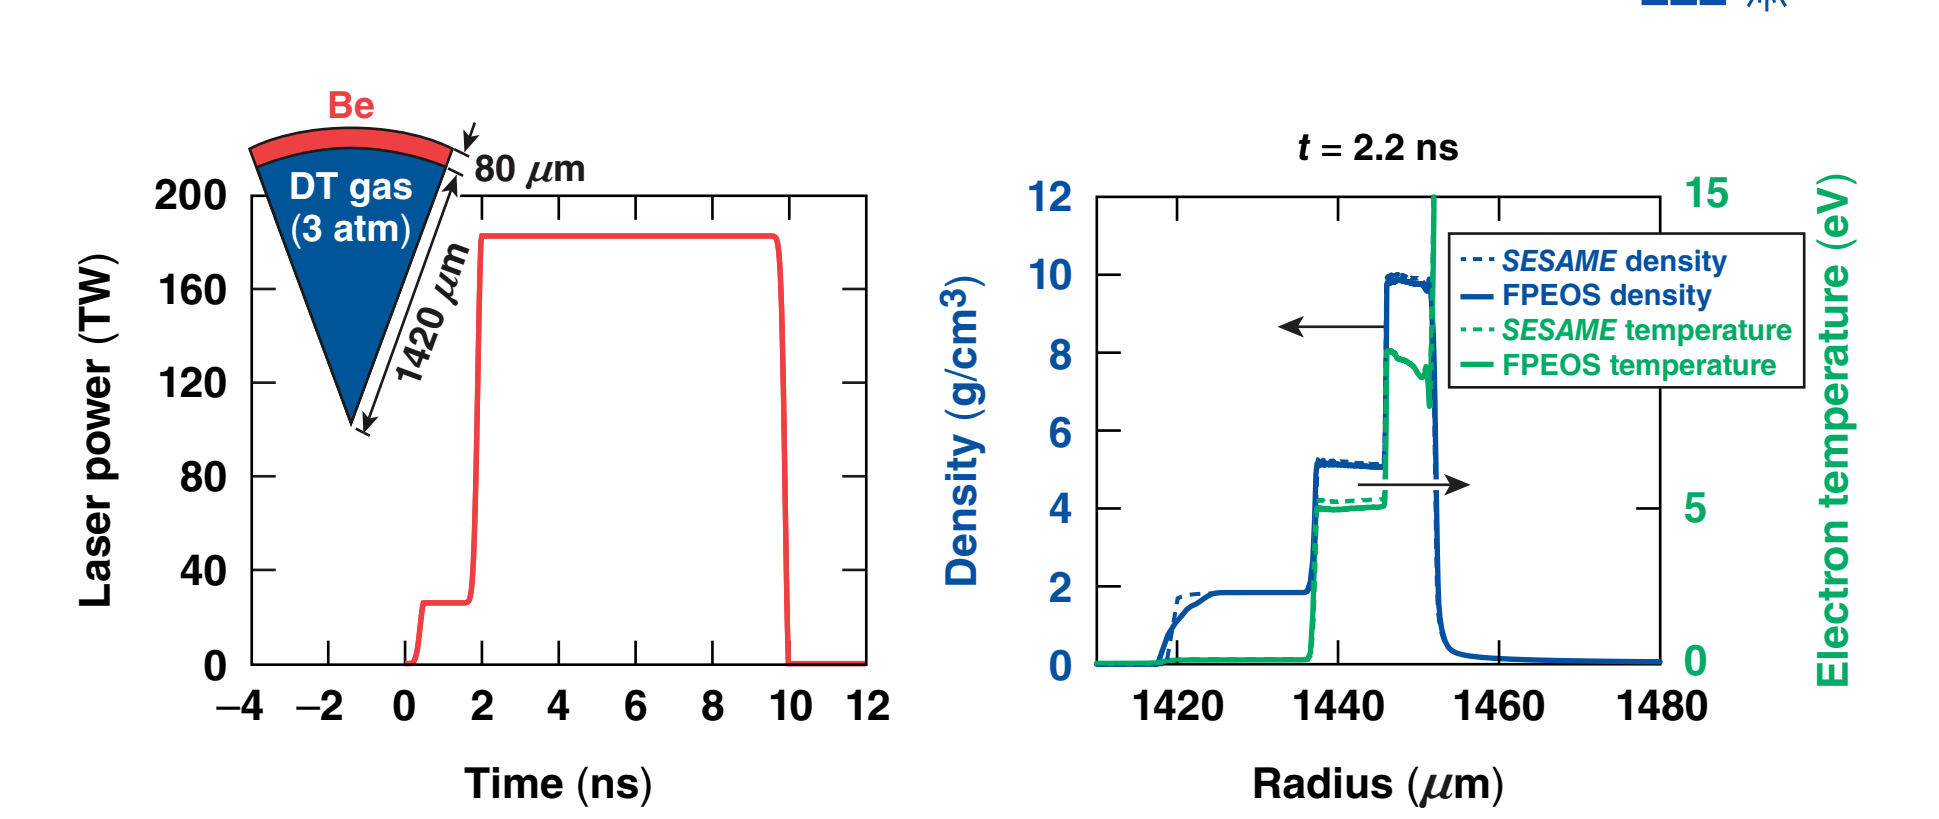 Be
80 μm
DT gas
(3 atm)
1420 μm
Laser power (TW)
200
160
120
80
40
0
–4 –2 0 2 4 6 8 10 12
Time (ns)
t = 2.2 ns
Density (g/cm3)
12
10
8
6
4
2
0
SESAME density
FPEOS density
SESAME temperature
FPEOS temperature
15
5
0
Electron temperature (eV)
1420 1440 1460 1480
Radius (μm)